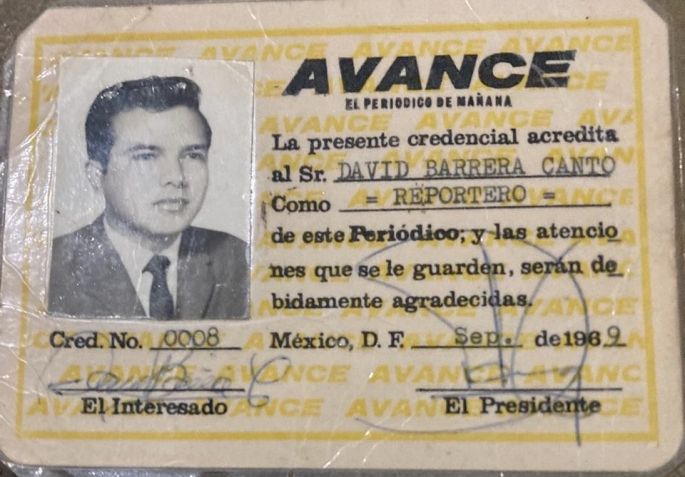 AVANCE
EL PERIODICO DE MAÑANA
La presente credencial acredita
al Sr. DAVID BARRERA CANTO
Como = REPORTERO =
de este Periódico; y las atencio
nes que se le guarden, serán de
bidamente agradecidas.
Cred. No. 0008 México, D. F. Sep. de 1969
El Interesado El Presidente